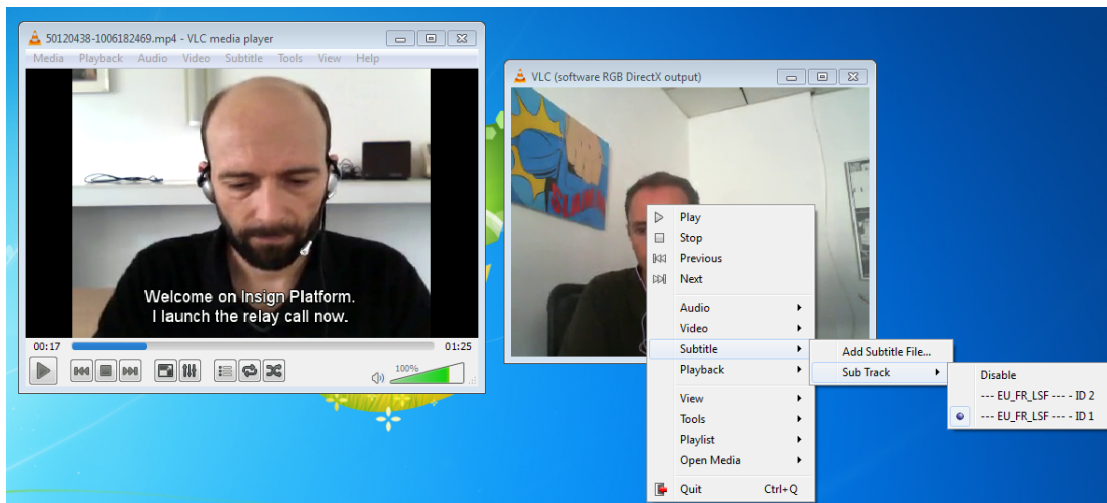 50120438-1006182469.mp4 - VLC media player
Media Playback Audio Video Subtitle Tools View Help
Welcome on Insign Platform.
I launch the relay call now.
00:17
01:25
100%
VLC (software RGB DirectX output)
Play
Stop
Previous
Next
Audio
Video
Subtitle
Playback
View
Tools
Playlist
Open Media
Quit Ctrl+Q
Add Subtitle File...
Sub Track
Disable
--- EU_FR_LSF --- - ID 2
--- EU_FR_LSF --- - ID 1